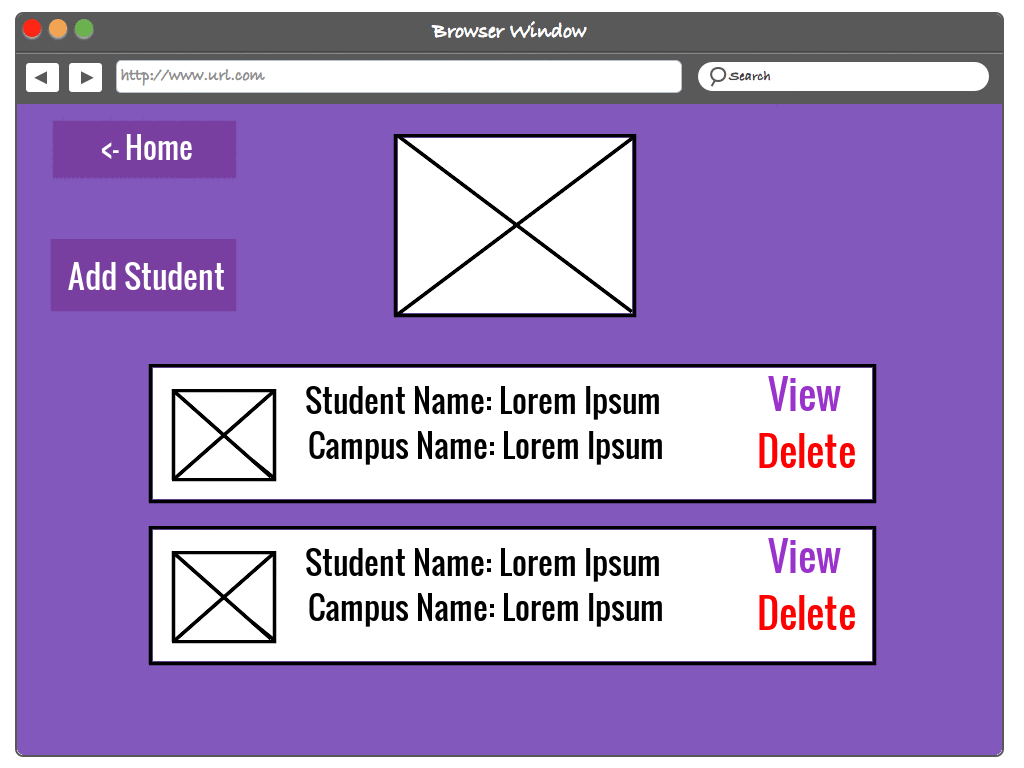 Browser Window
http://www.url.com
Search
<- Home
Add Student
Student Name: Lorem Ipsum
Campus Name: Lorem Ipsum
View
Delete
Student Name: Lorem Ipsum
Campus Name: Lorem Ipsum
View
Delete